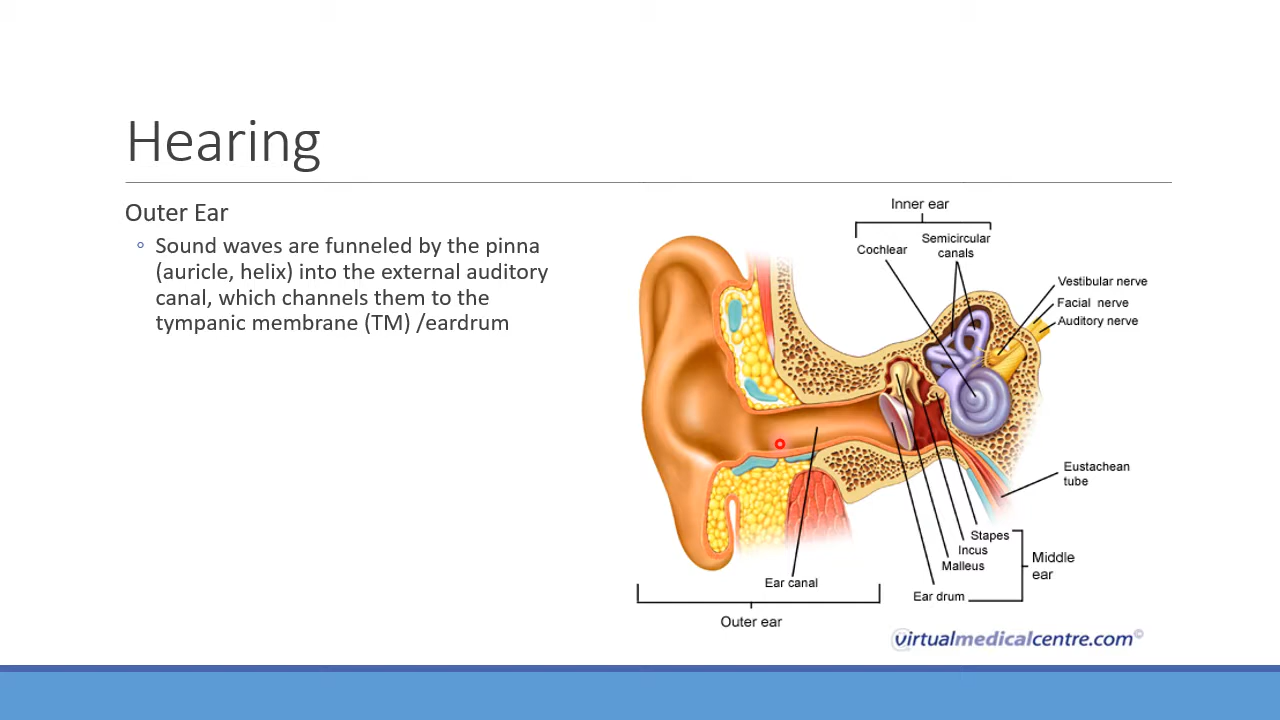 Hearing
Outer Ear
◦ Sound waves are funneled by the pinna
(auricle, helix) into the external auditory
canal, which channels them to the
tympanic membrane (TM) /eardrum
Inner ear
Cochlear
Semicircular
canals
Vestibular nerve
Facial nerve
Auditory nerve
Eustachean
tube
Stapes
Incus
Malleus
Ear drum
Middle
ear
Ear canal
Outer ear
virtualmedicalcentre.com©